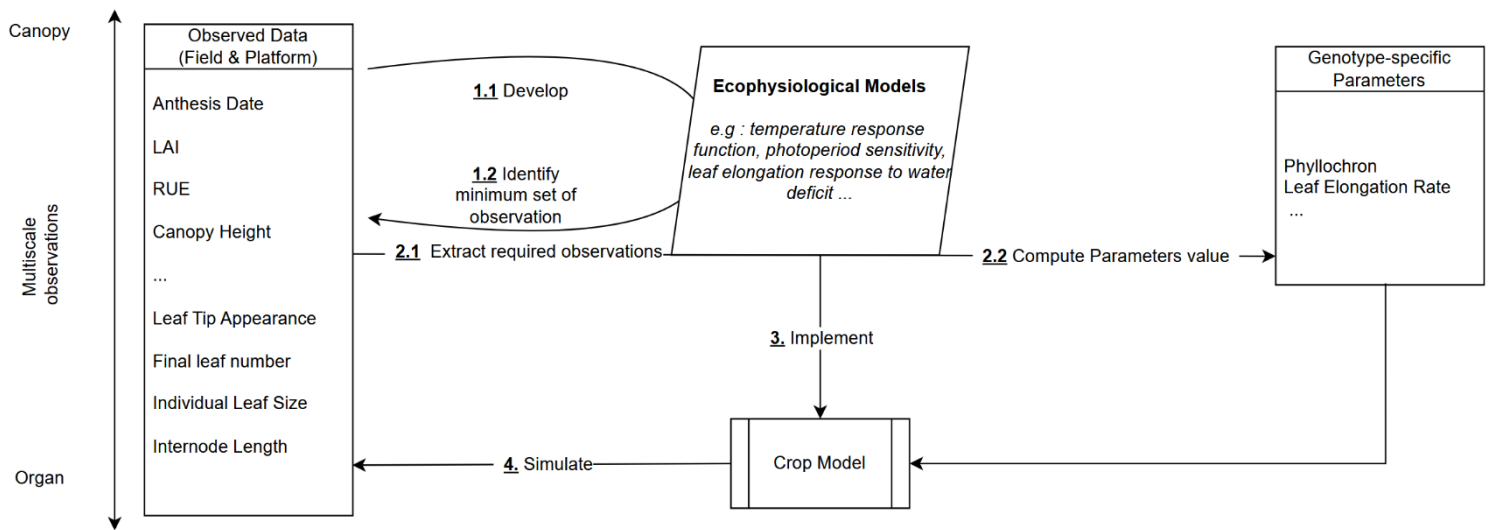 Canopy
Multiscale
observations
Organ
Observed Data
(Field & Platform)
Anthesis Date
LAI
RUE
Canopy Height
...
Leaf Tip Appearance
Final leaf number
Individual Leaf Size
Internode Length
1.1 Develop
1.2 Identify
minimum set of
observation
2.1 Extract required observations
Ecophysiological Models
e.g : temperature response
function, photoperiod sensitivity,
leaf elongation response to water
deficit ...
2.2 Compute Parameters value
Genotype-specific
Parameters
Phyllochron
Leaf Elongation Rate
...
3. Implement
4. Simulate
Crop Model